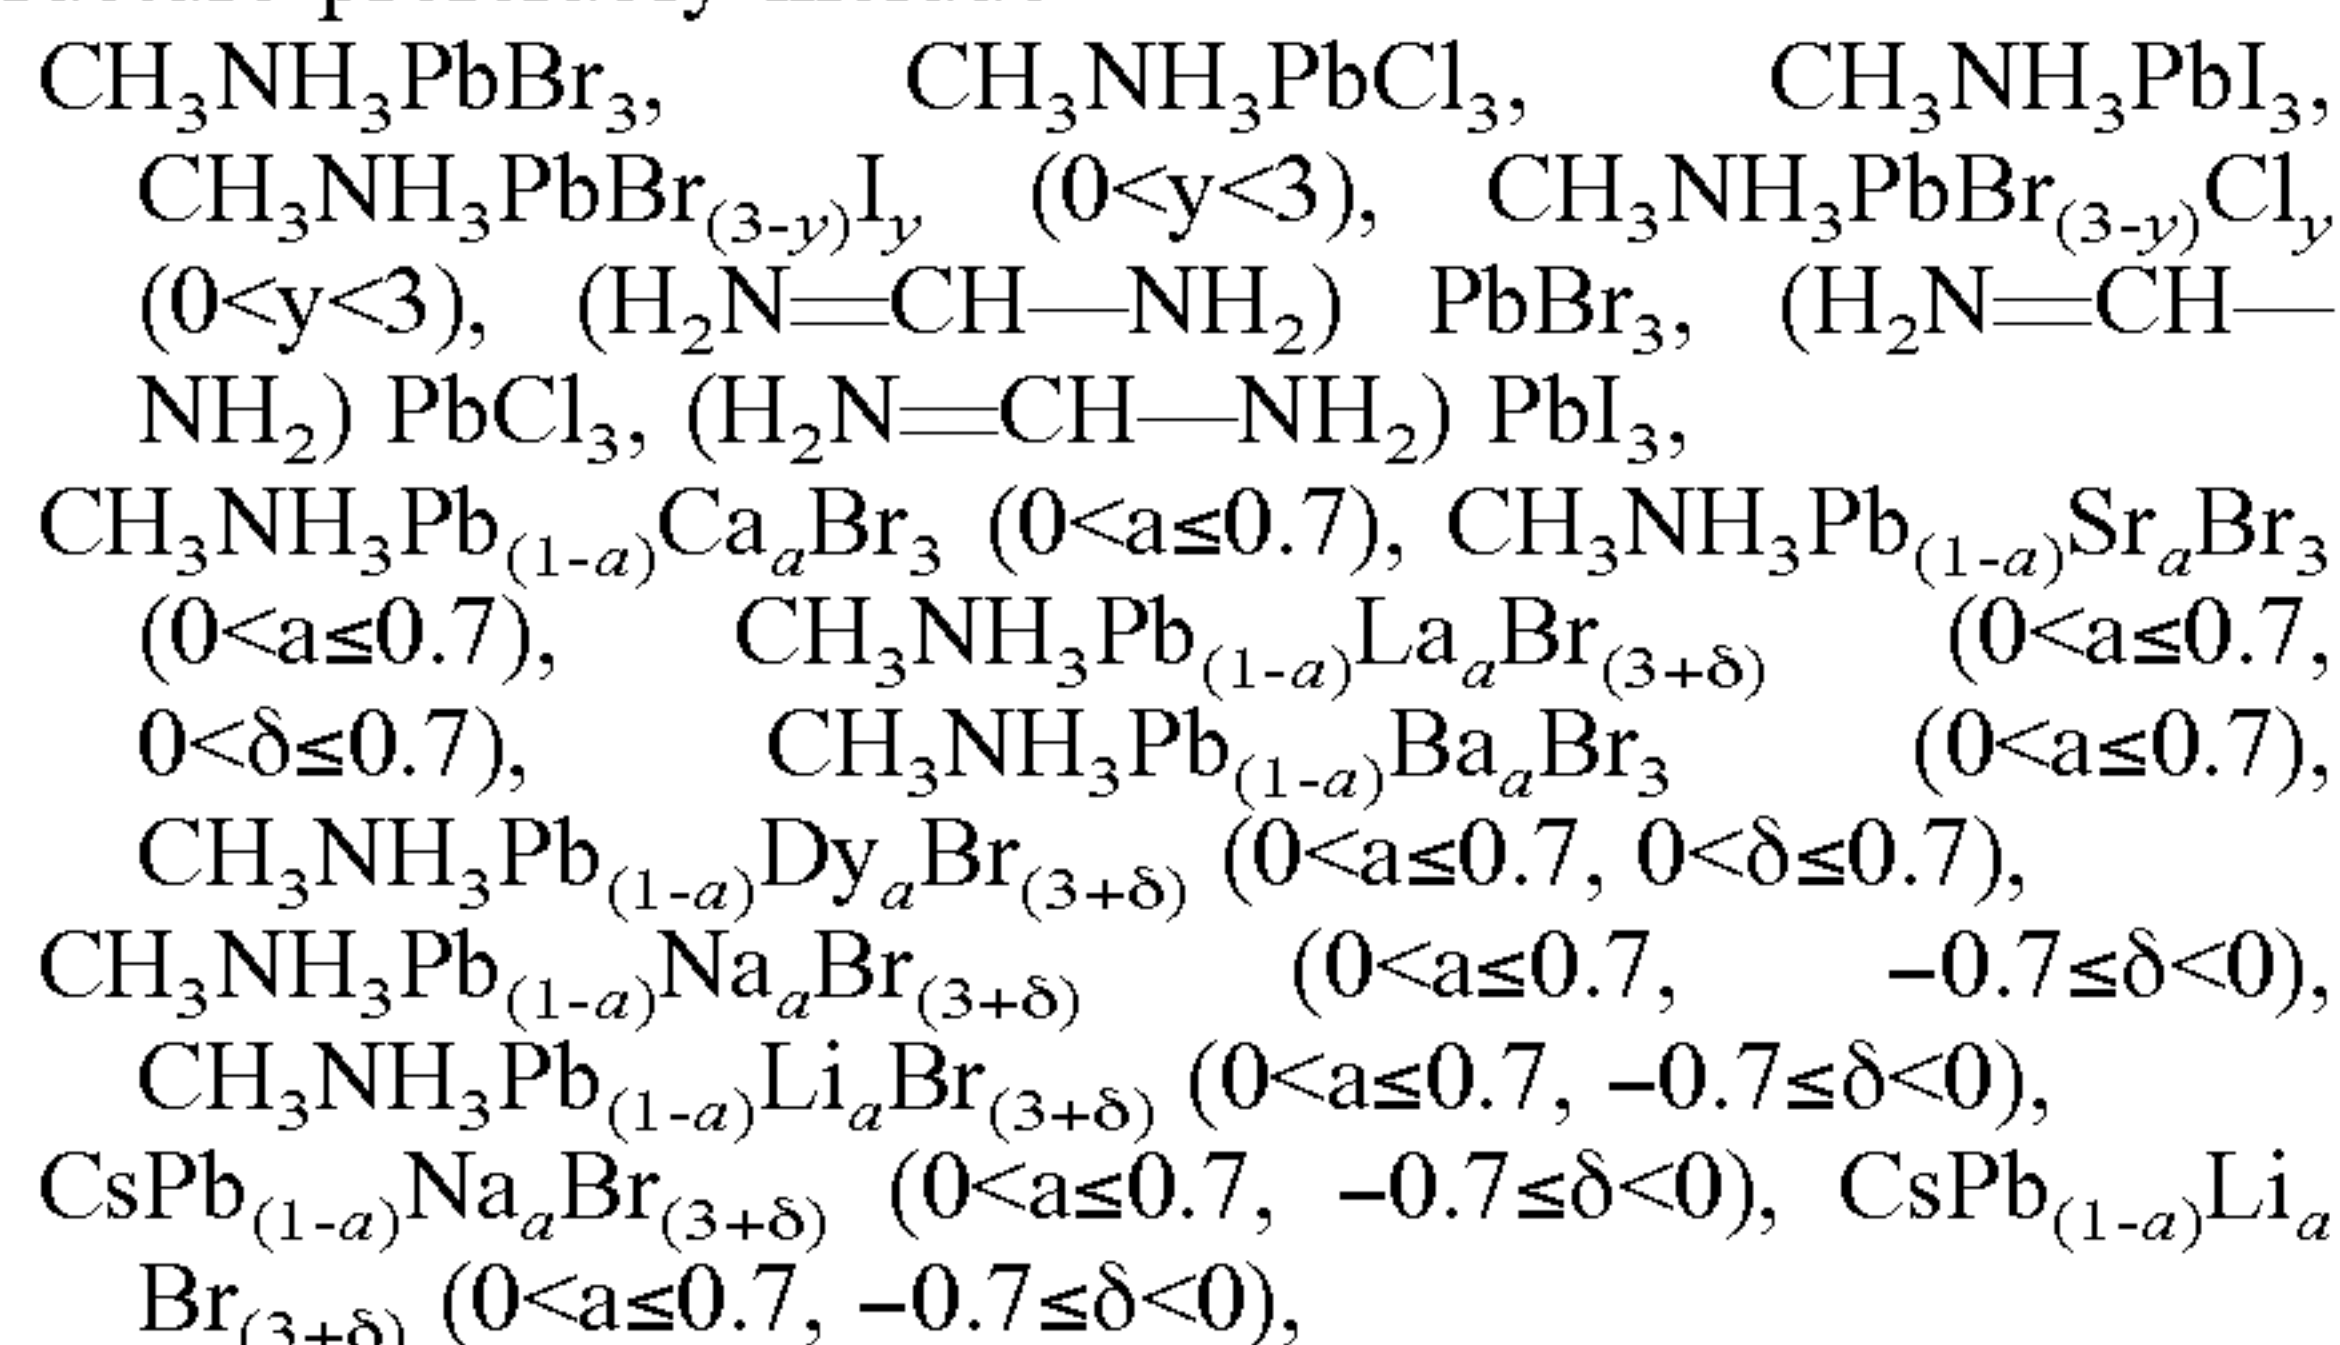 CH₃NH₃PbBr₃, CH₃NH₃PbCl₃, CH₃NH₃PbI₃,
CH₃NH₃PbBr₍₃₋y₎Iy (0<y<3), CH₃NH₃PbBr₍₃₋y₎Cly
(0<y<3), (H₂N=CH—NH₂) PbBr₃, (H₂N=CH—
NH₂) PbCl₃, (H₂N=CH—NH₂) PbI₃,
CH₃NH₃Pb₍₁₋ₐ₎CaₐBr₃ (0<a≤0.7), CH₃NH₃Pb₍₁₋ₐ₎SrₐBr₃
(0<a≤0.7), CH₃NH₃Pb₍₁₋ₐ₎LaₐBr₍₃₊δ₎ (0<a≤0.7,
0<δ≤0.7), CH₃NH₃Pb₍₁₋ₐ₎BaₐBr₃ (0<a≤0.7),
CH₃NH₃Pb₍₁₋ₐ₎DyₐBr₍₃₊δ₎ (0<a≤0.7, 0<δ≤0.7),
CH₃NH₃Pb₍₁₋ₐ₎NaₐBr₍₃₊δ₎ (0<a≤0.7, −0.7≤δ<0),
CH₃NH₃Pb₍₁₋ₐ₎LiₐBr₍₃₊δ₎ (0<a≤0.7, −0.7≤δ<0),
CsPb₍₁₋ₐ₎NaₐBr₍₃₊δ₎ (0<a≤0.7, −0.7≤δ<0), CsPb₍₁₋ₐ₎Liₐ
Br₍₃₊δ₎ (0<a≤0.7, −0.7≤δ<0),